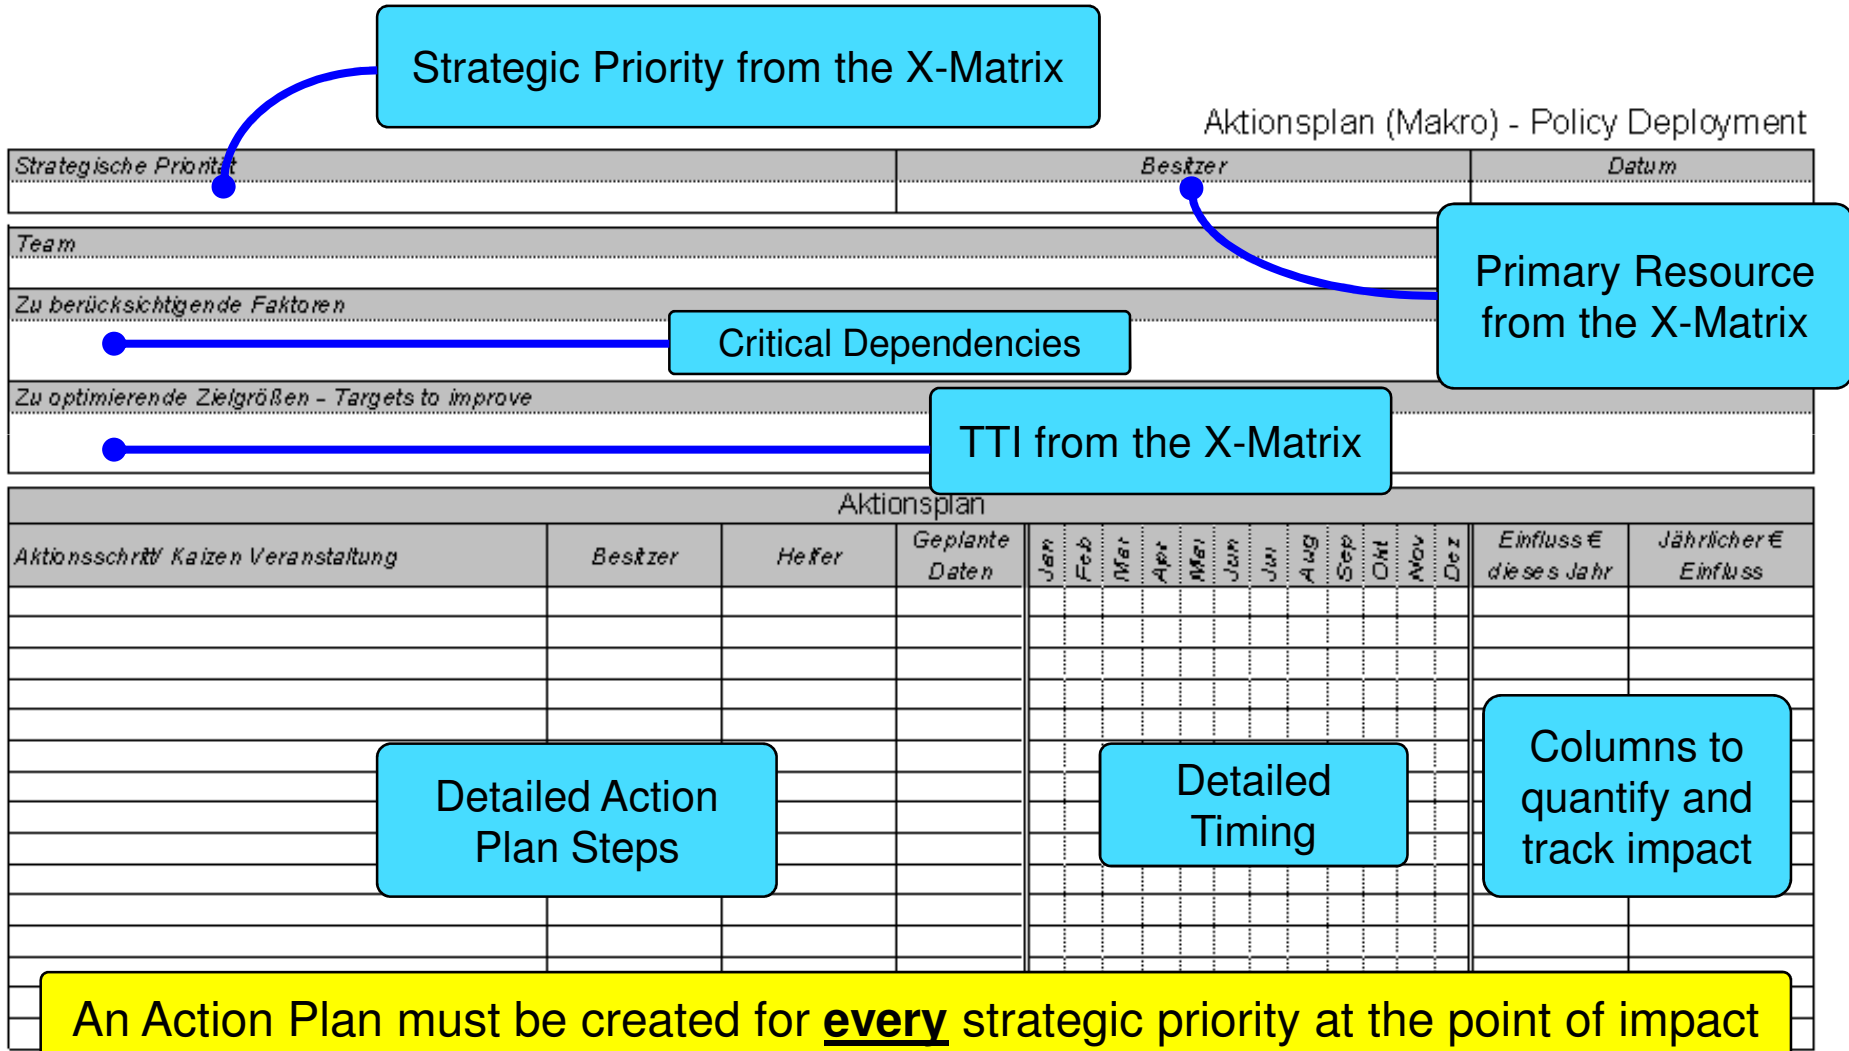 Strategic Priority from the X-Matrix
Aktionsplan (Makro) - Policy Deployment
Strategische Priorität
Besitzer
Datum
Team
Primary Resource
from the X-Matrix
Zu berücksichtigende Faktoren
Critical Dependencies
Zu optimierende Zielgrößen - Targets to improve
TTI from the X-Matrix
Aktionsplan
Aktionsschritt/ Kaizen Veranstaltung
Besitzer
Helfer
Geplante
Daten
Jan
Feb
Mar
Apr
Mai
Jun
Jul
Aug
Sep
Okt
Nov
Dez
Einfluss €
dieses Jahr
Jährlicher €
Einfluss
Detailed Action
Plan Steps
Detailed
Timing
Columns to
quantify and
track impact
An Action Plan must be created for every strategic priority at the point of impact